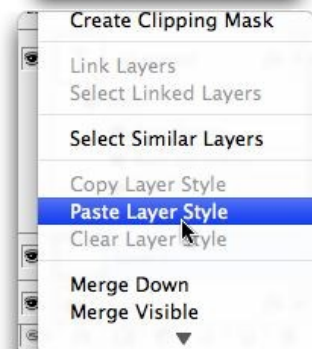 Create Clipping Mask
Link Layers
Select Linked Layers
Select Similar Layers
Copy Layer Style
Paste Layer Style
Clear Layer Style
Merge Down
Merge Visible